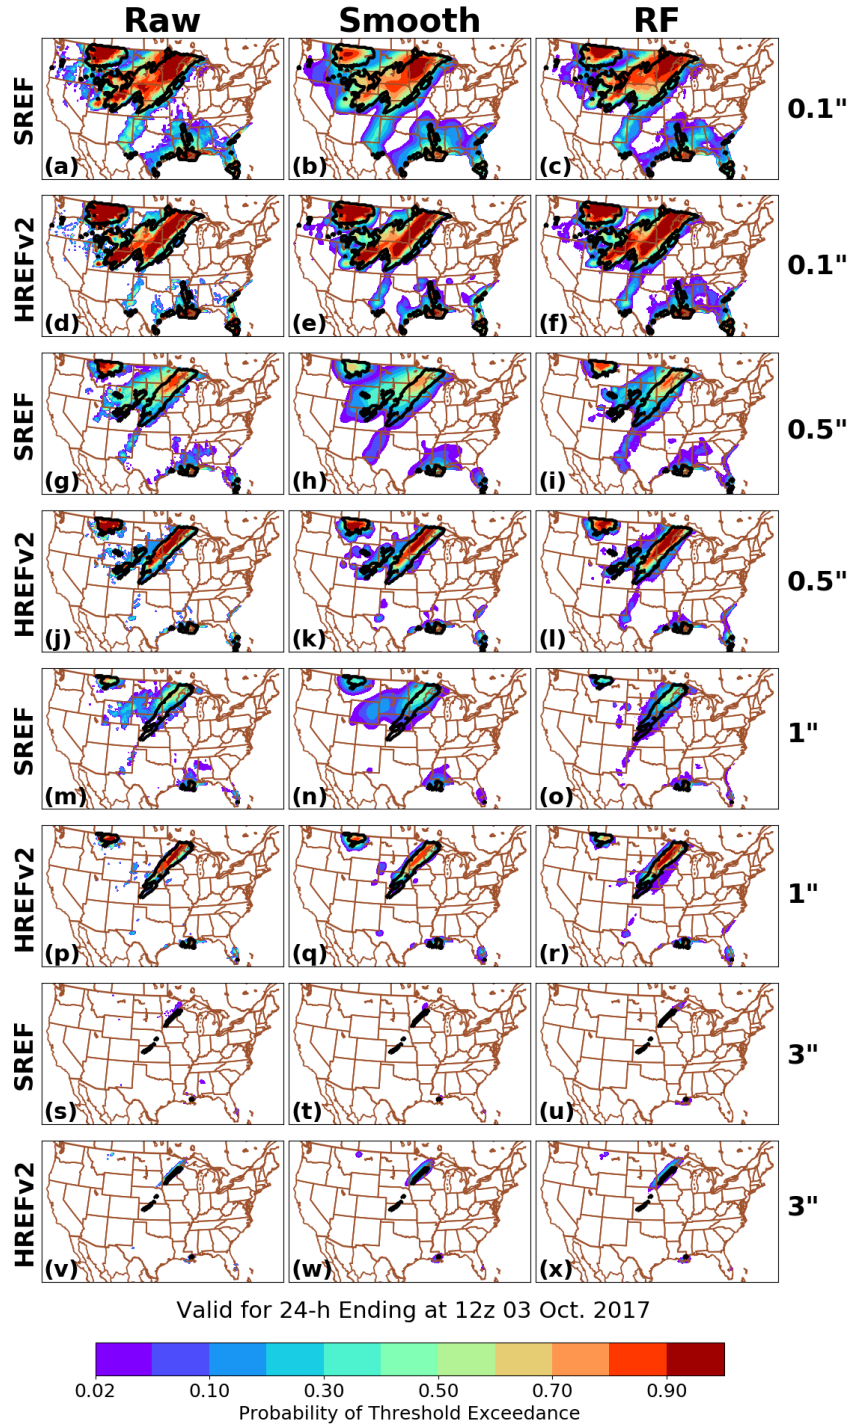 Raw Smooth RF
SREF (a) (b) (c) 0.1"
HREFv2 (d) (e) (f) 0.1"
SREF (g) (h) (i) 0.5"
HREFv2 (j) (k) (l) 0.5"
SREF (m) (n) (o) 1"
HREFv2 (p) (q) (r) 1"
SREF (s) (t) (u) 3"
HREFv2 (v) (w) (x) 3"
Valid for 24-h Ending at 12z 03 Oct. 2017
0.02 0.10 0.30 0.50 0.70 0.90
Probability of Threshold Exceedance